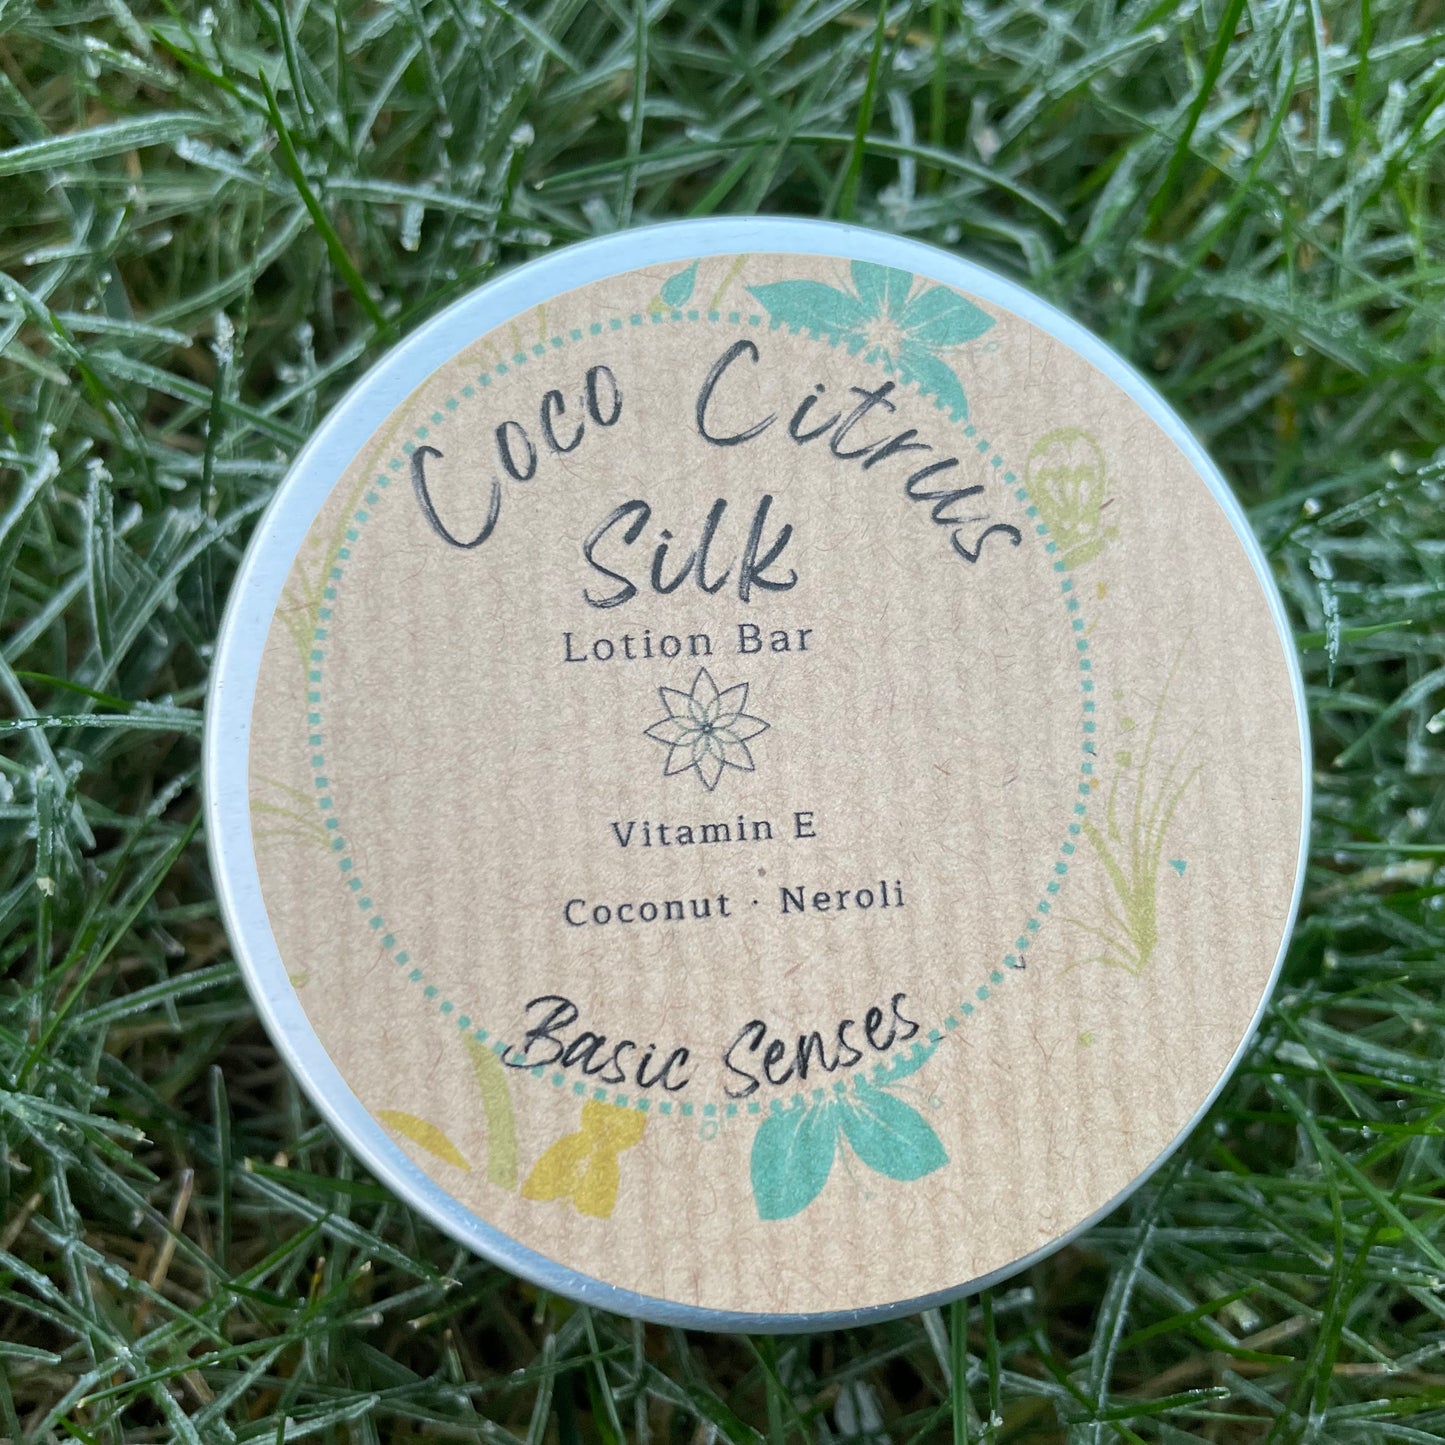 Coco Citrus
Silk
Lotion Bar
Vitamin E
Coconut · Neroli
Basic Senses